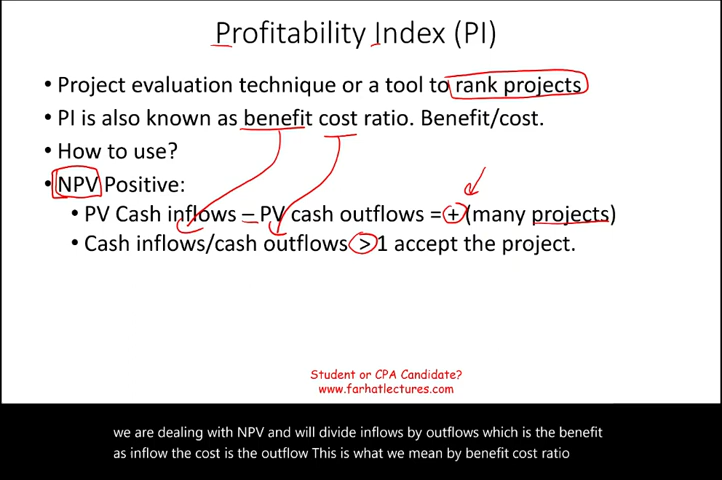 Profitability Index (PI)
• Project evaluation technique or a tool to rank projects
• PI is also known as benefit cost ratio. Benefit/cost.
• How to use?
• NPV Positive:
• PV Cash inflows – PV cash outflows = + (many projects)
• Cash inflows/cash outflows > 1 accept the project.
Student or CPA Candidate?
www.farhatlectures.com
we are dealing with NPV and will divide inflows by outflows which is the benefit
as inflow the cost is the outflow This is what we mean by benefit cost ratio